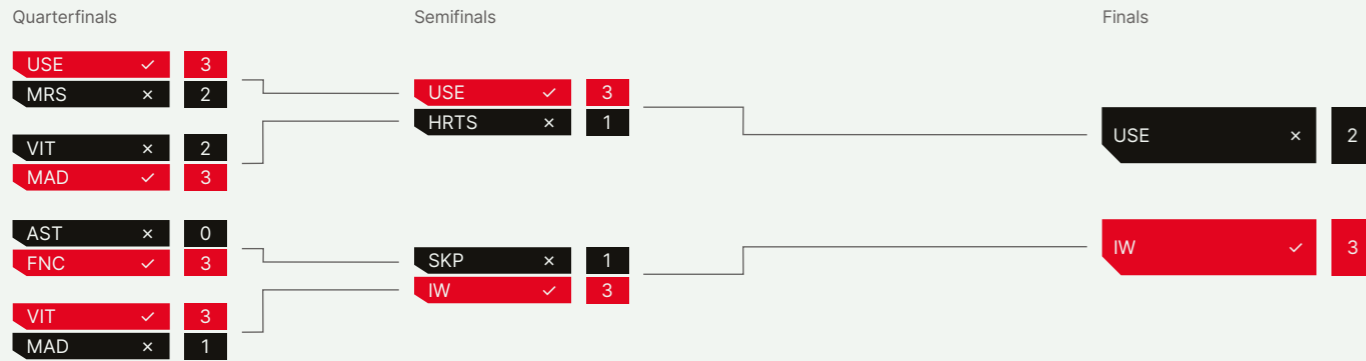 Quarterfinals
Semifinals
Finals
USE 3
MRS 2
VIT 2
MAD 3
AST 0
FNC 3
VIT 3
MAD 1
USE 3
HRTS 1
SKP 1
IW 3
USE 2
IW 3